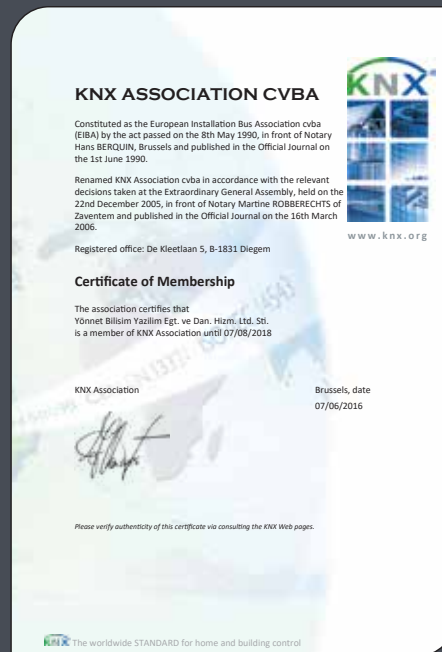 KNX ASSOCIATION CVBA
KNX
Constituted as the European Installation Bus Association cvba
(EIBA) by the act passed on the 8th May 1990, in front of Notary
Hans BERQUIN, Brussels and published in the Official Journal on
the 1st June 1990.
Renamed KNX Association cvba in accordance with the relevant
decisions taken at the Extraordinary General Assembly, held on the
22nd December 2005, in front of Notary Martine ROBBERECHTS of
Zaventem and published in the Official Journal on the 16th March
2006.
www.knx.org
Registered office: De Kleetlaan 5, B-1831 Diegem
Certificate of Membership
The association certifies that
Yönnet Bilisim Yazilim Egt. ve Dan. Hizm. Ltd. Sti.
is a member of KNX Association until 07/08/2018
KNX Association
Brussels, date
07/06/2016
Please verify authenticity of this certificate via consulting the KNX Web pages.
KNX The worldwide STANDARD for home and building control